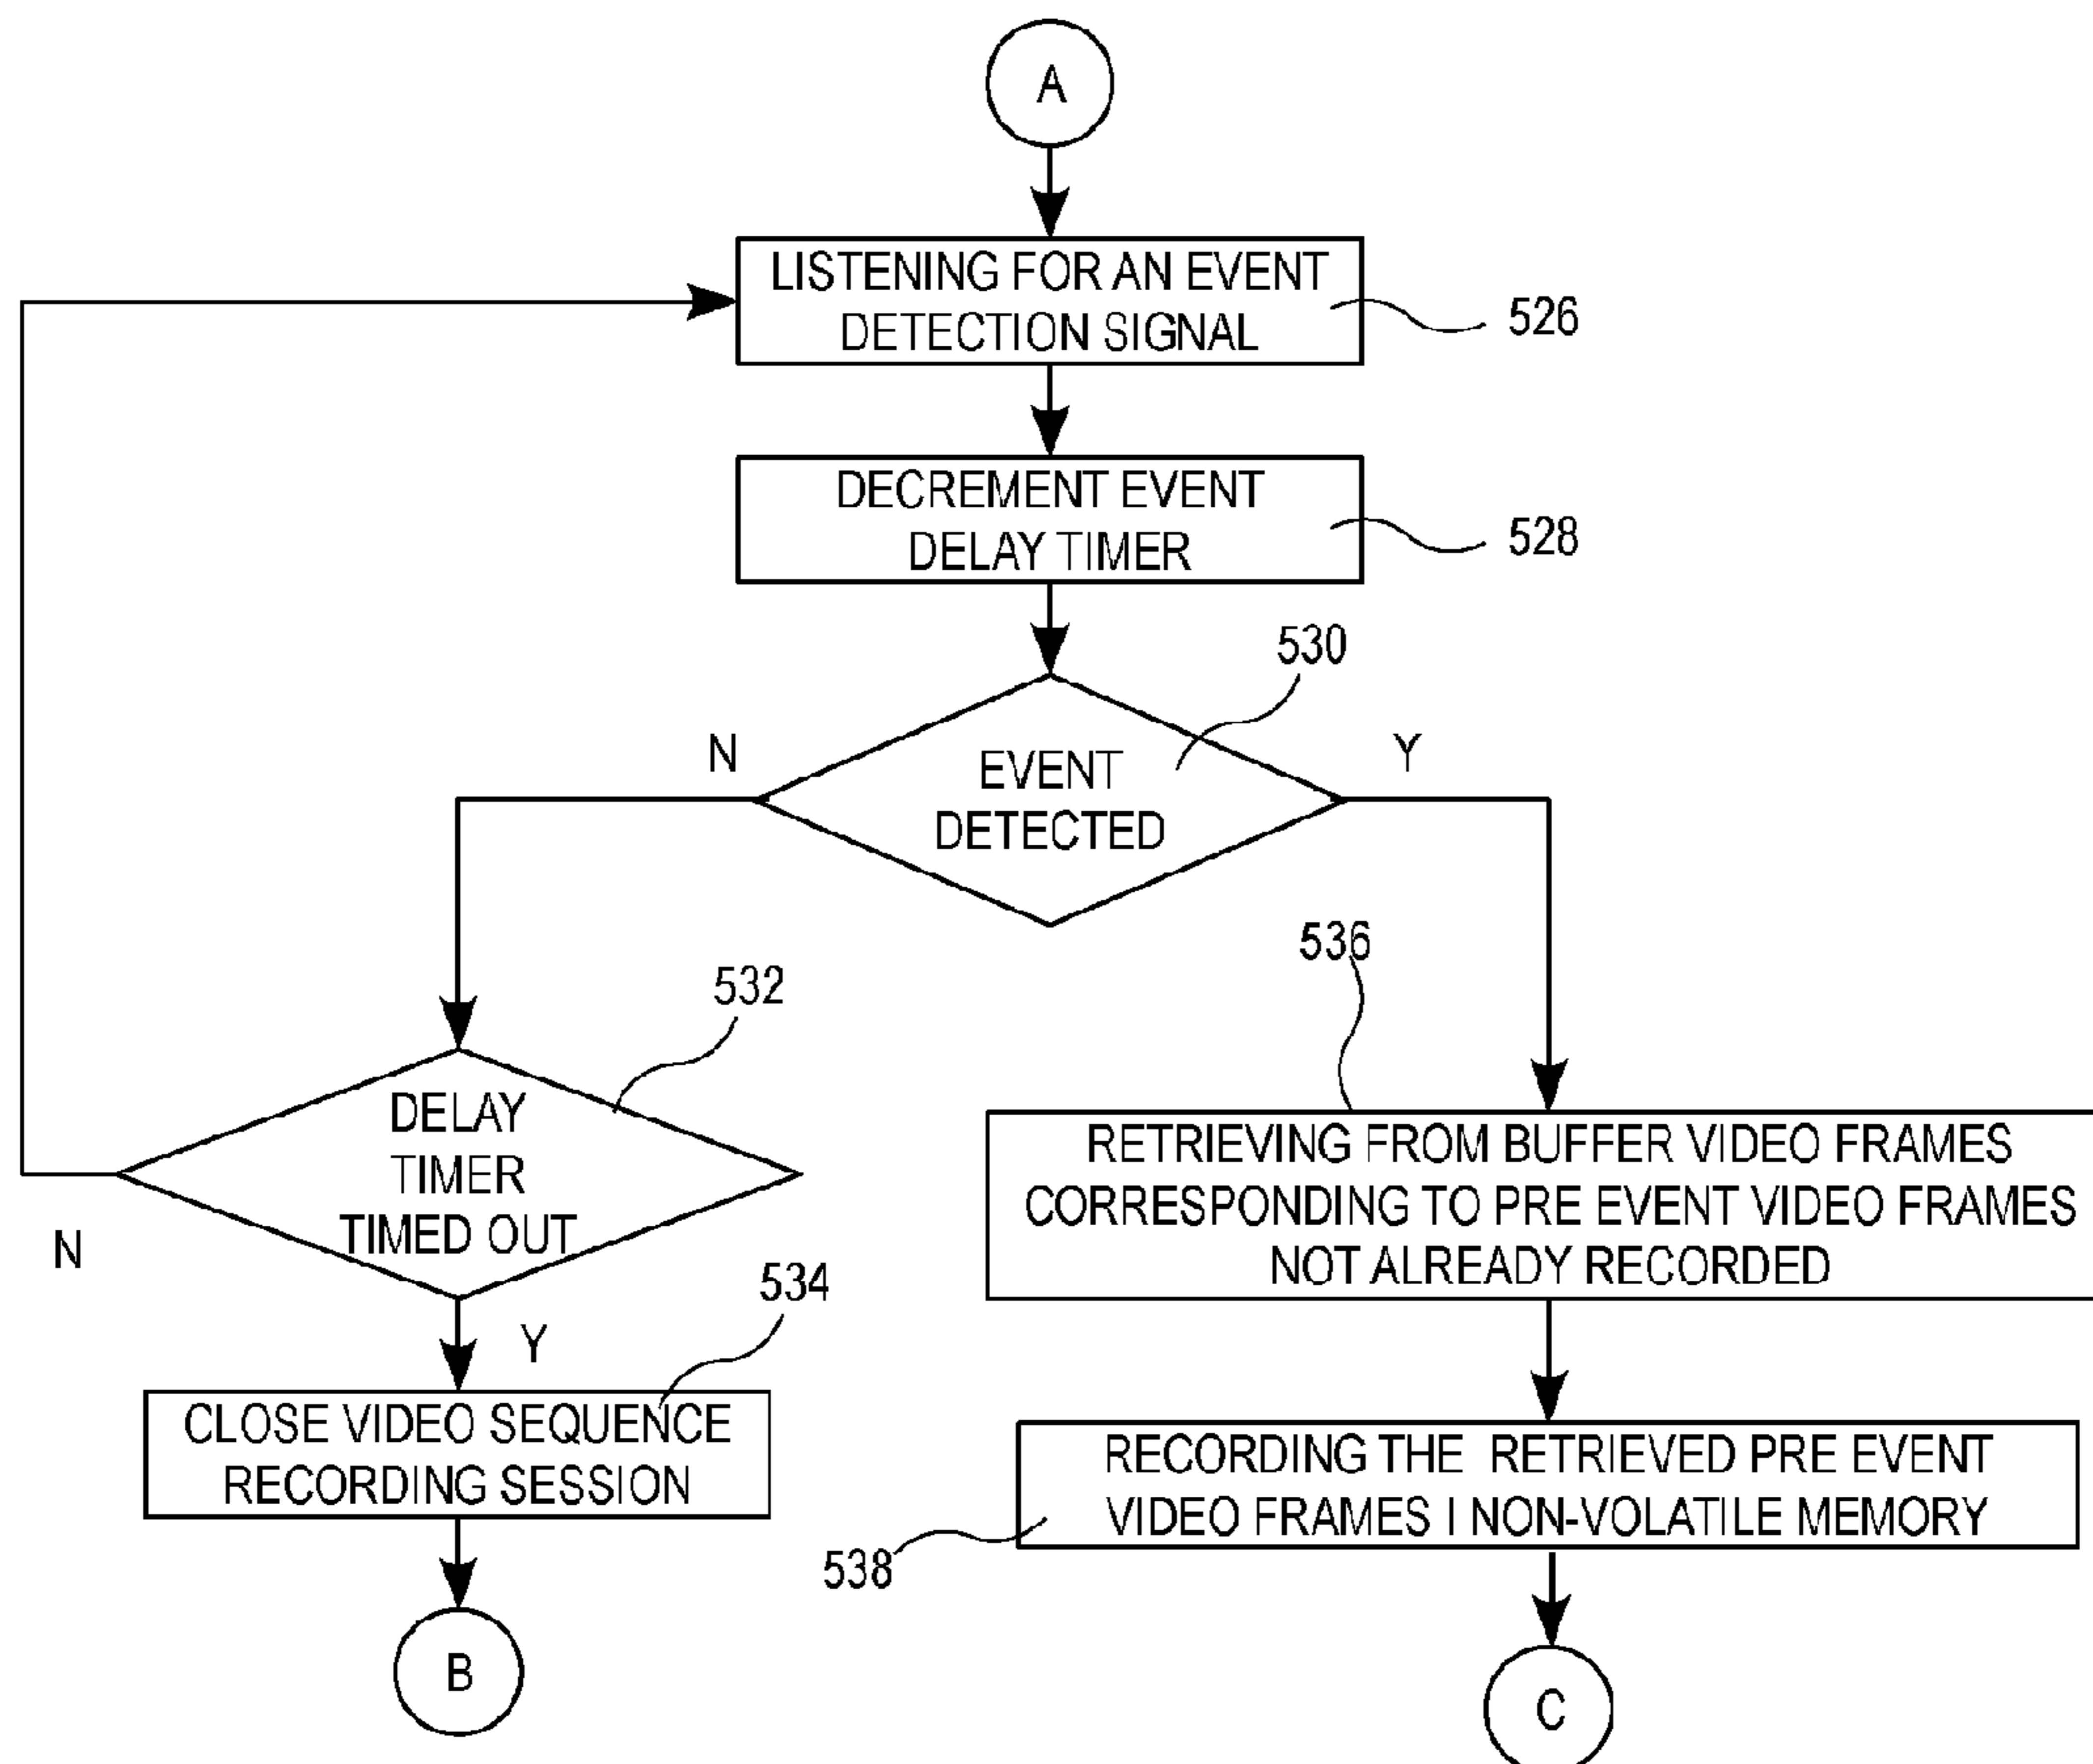 A
LISTENING FOR AN EVENT
DETECTION SIGNAL
526
DECREMENT EVENT
DELAY TIMER
528
530
N
Y
EVENT
DETECTED
536
532
DELAY
TIMER
TIMED OUT
N
RETRIEVING FROM BUFFER VIDEO FRAMES
CORRESPONDING TO PRE EVENT VIDEO FRAMES
NOT ALREADY RECORDED
534
Y
CLOSE VIDEO SEQUENCE
RECORDING SESSION
RECORDING THE RETRIEVED PRE EVENT
VIDEO FRAMES I NON-VOLATILE MEMORY
538
B
C